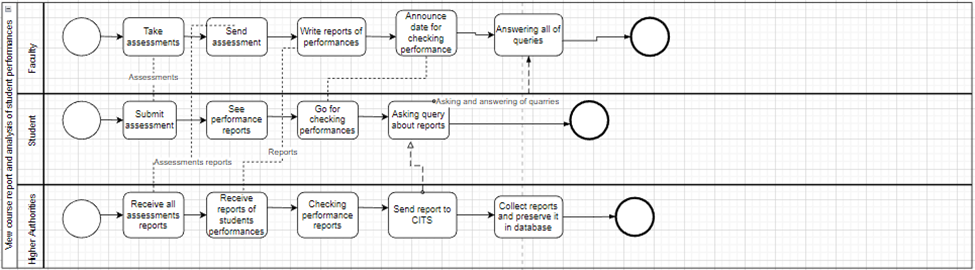 View course report and analysis of student performances
Faculty
Take
assessments
Send
assessment
Write reports of
performances
Announce
date for
checking
performance
Answering all of
queries
Assessments
Student
Submit
assessment
See
performance
reports
Go for
checking
performances
Asking query
about reports
Asking and answering of quarries
Assessments reports
Reports
Higher Authorities
Receive all
assessments
reports
Receive
reports of
students
performances
Checking
performance
reports
Send report to
CITS
Collect reports
and preserve it
in database